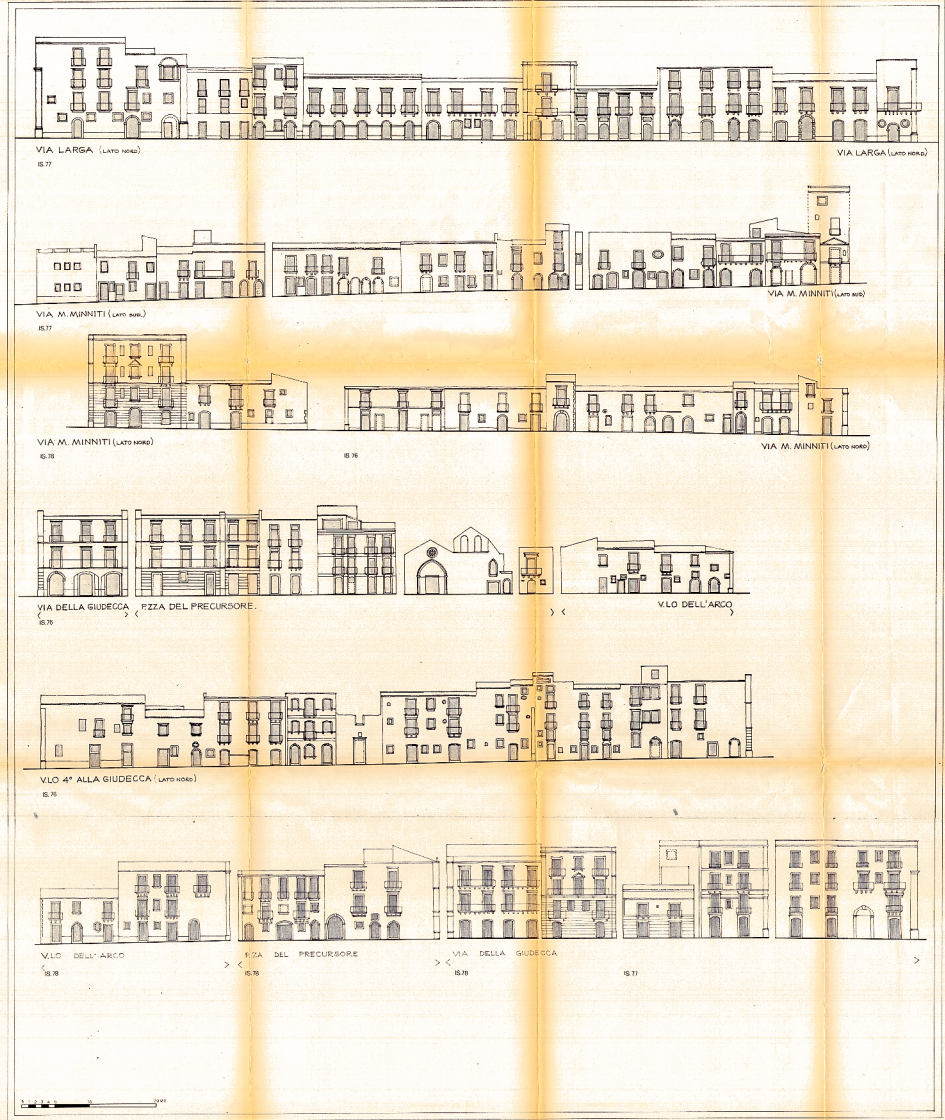 VIA LARGA (LATO NORD)
VIA LARGA (LATO NORD)
IS.77
VIA M. MINNITI (LATO SUD)
VIA M. MINNITI (LATO SUD.)
IS.77
VIA M. MINNITI (LATO NORD)
VIA M. MINNITI (LATO NORD)
IS.78
IS.76
VIA DELLA GIUDECCA
P.ZZA DEL PRECURSORE.
V.LO DELL'ARCO
IS.76
V.LO 4° ALLA GIUDECCA (LATO NORD)
IS.76
V.LO DELL' ARCO
P.ZA DEL PRECURSORE
VIA DELLA GIUDECCA
IS.78
IS.78
IS.78
IS.77